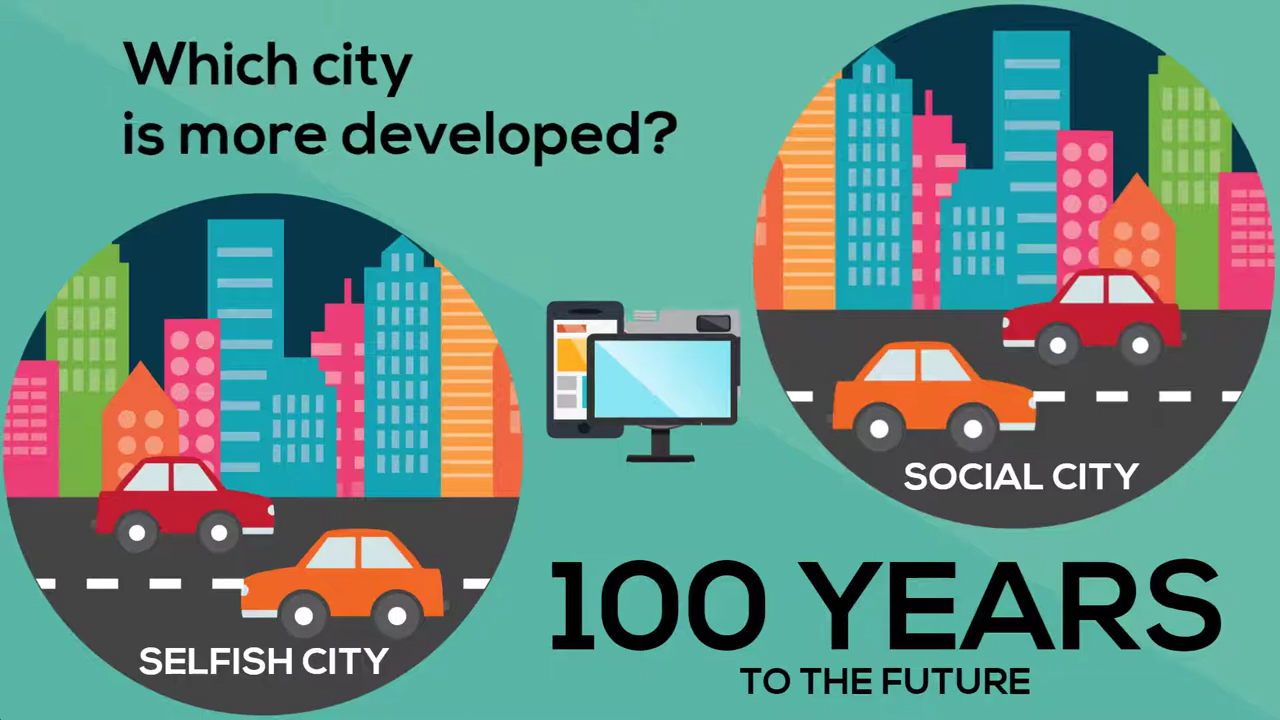 Which city
is more developed?
SOCIAL CITY
SELFISH CITY
100 YEARS
TO THE FUTURE